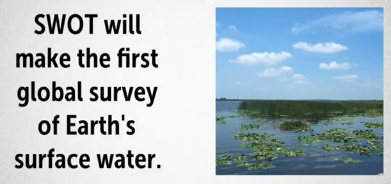 SWOT will
make the first
global survey
of Earth's
surface water.